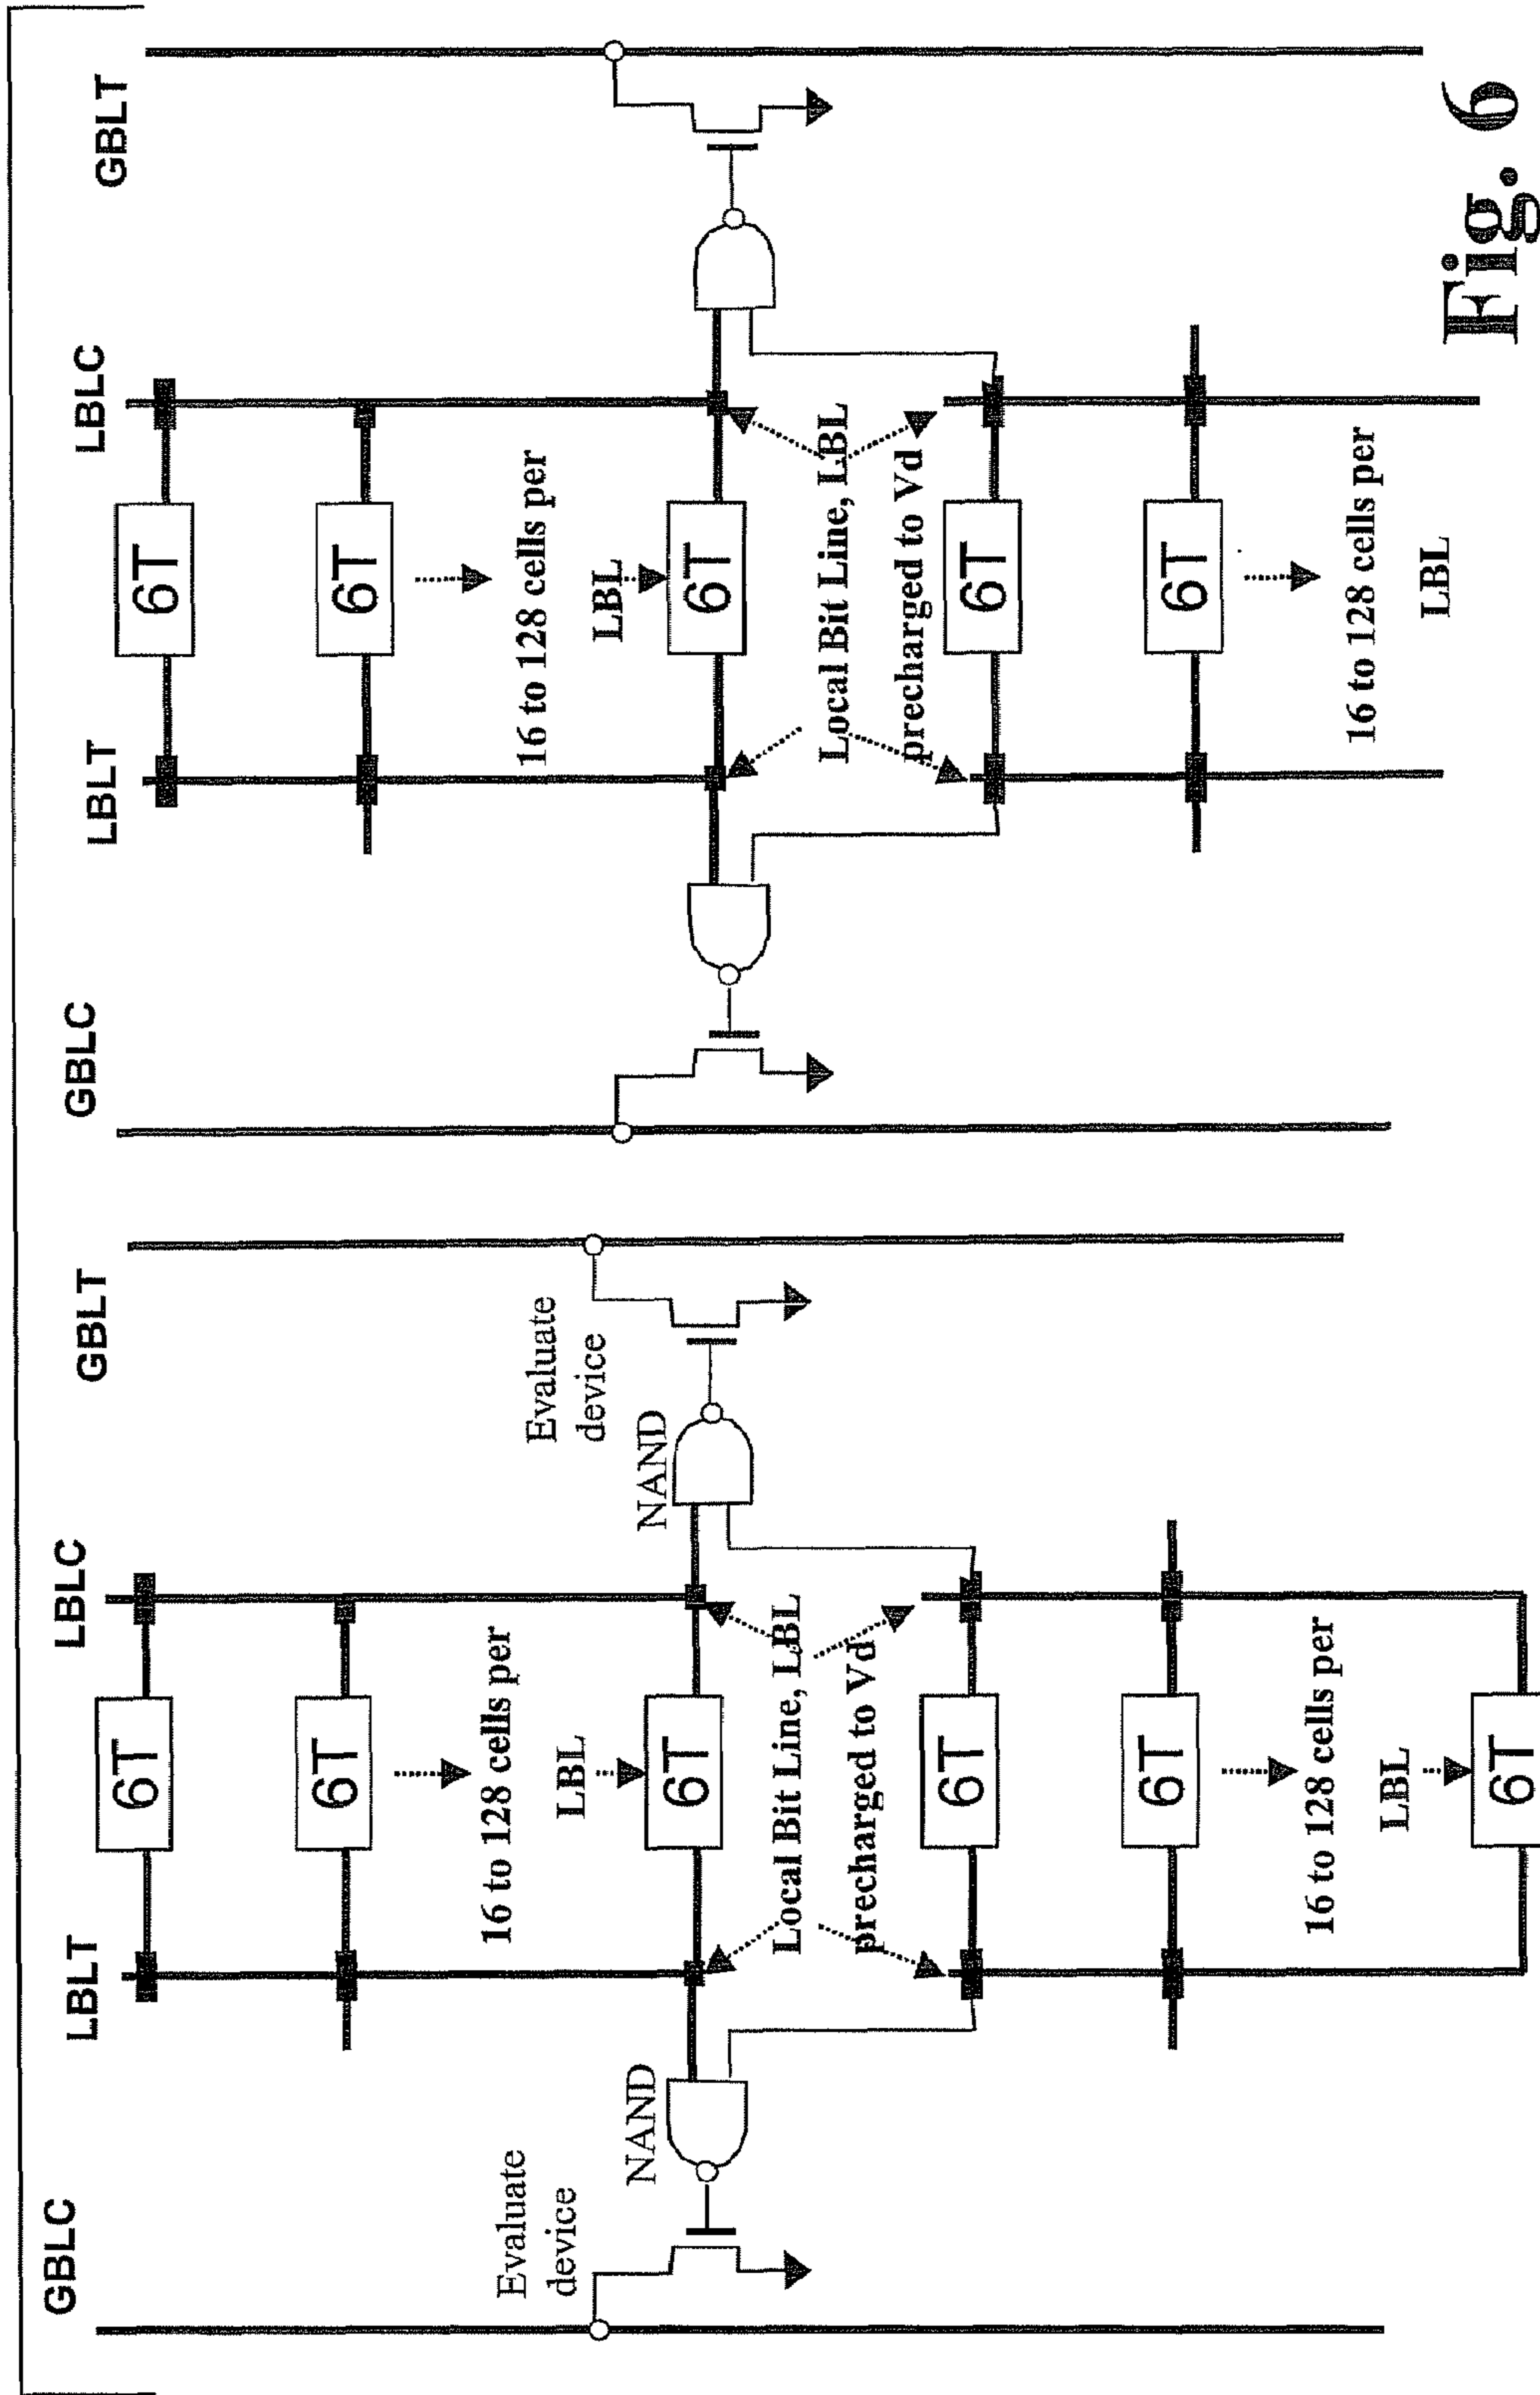 GBLC
LBLT
LBLC
GBLT
GBLC
LBLT
LBLC
GBLT
6T
6T
6T
6T
16 to 128 cells per
LBL
16 to 128 cells per
LBL
Evaluate
device
Evaluate
device
NAND
NAND
6T
6T
Local Bit Line, LBL
precharged to Vd
Local Bit Line, LBL
precharged to Vd
6T
6T
6T
6T
16 to 128 cells per
LBL
16 to 128 cells per
LBL
6T
Fig. 6